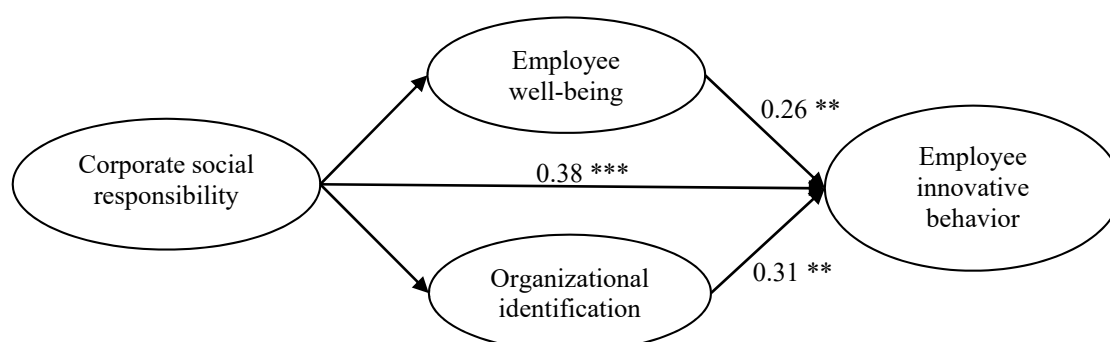 Employee
well-being
0.26 **
Corporate social
responsibility
0.38 ***
Employee
innovative
behavior
Organizational
identification
0.31 **